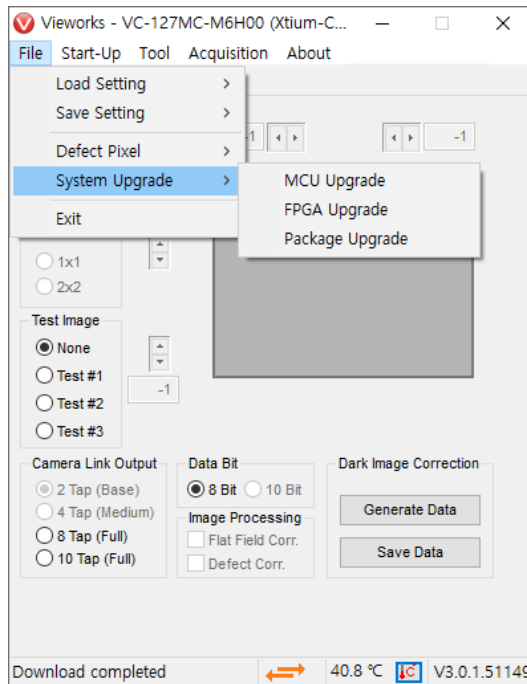 Vieworks - VC-127MC-M6H00 (Xtium-C...
File Start-Up Tool Acquisition About
Load Setting
Save Setting
Defect Pixel
System Upgrade
Exit
MCU Upgrade
FPGA Upgrade
Package Upgrade
-1
-1
1x1
2x2
Test Image
None
Test #1
Test #2
Test #3
-1
Camera Link Output
2 Tap (Base)
4 Tap (Medium)
8 Tap (Full)
10 Tap (Full)
Data Bit
8 Bit 10 Bit
Image Processing
Flat Field Corr.
Defect Corr.
Dark Image Correction
Generate Data
Save Data
Download completed 40.8 ℃ V3.0.1.51149